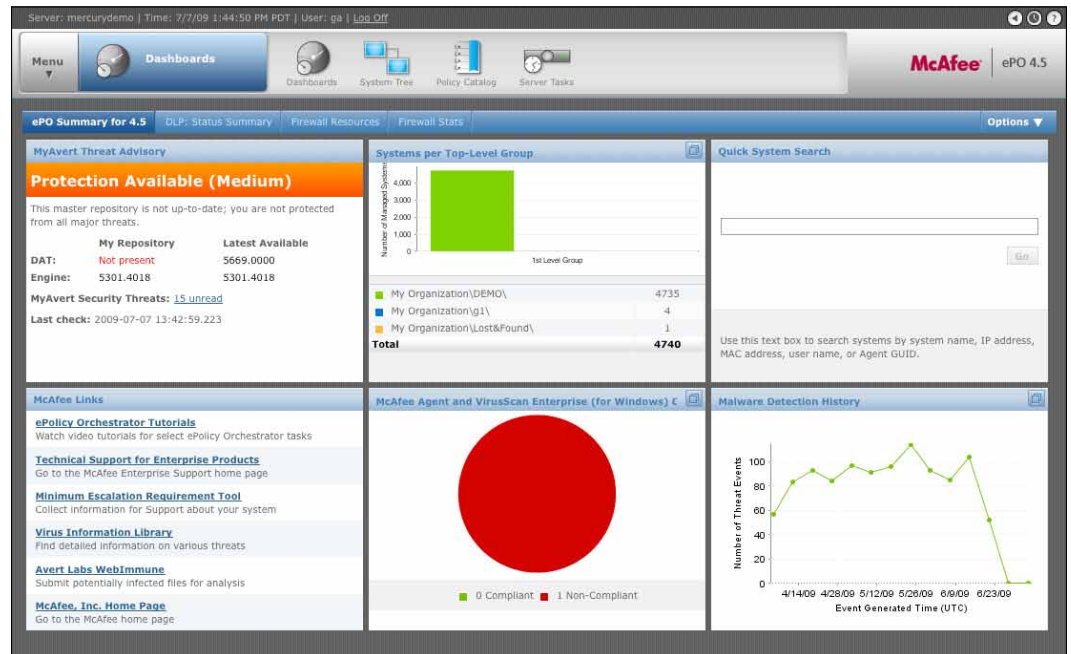 Server: mercurydemo | Time: 7/7/09 1:44:50 PM PDT | User: ga | Log Off
Menu
Dashboards
Dashboards
System Tree
Policy Catalog
Server Tasks
McAfee
ePO 4.5
ePO Summary for 4.5
DLP: Status Summary
Firewall Resources
Firewall Stats
Options ▼
MyAvert Threat Advisory
Protection Available (Medium)
This master repository is not up-to-date; you are not protected
from all major threats.
My Repository Latest Available
DAT: Not present 5669.0000
Engine: 5301.4018 5301.4018
MyAvert Security Threats: 15 unread
Last check: 2009-07-07 13:42:59.223
Systems per Top-Level Group
Number of Managed Systems
4,000
3,000
2,000
1,000
0
1st Level Group
My Organization\DEMO\ 4735
My Organization\g1\ 4
My Organization\Lost&Found\ 1
Total 4740
Quick System Search
Go
Use this text box to search systems by system name, IP address,
MAC address, user name, or Agent GUID.
McAfee Links
ePolicy Orchestrator Tutorials
Watch video tutorials for select ePolicy Orchestrator tasks
Technical Support for Enterprise Products
Go to the McAfee Enterprise Support home page
Minimum Escalation Requirement Tool
Collect information for Support about your system
Virus Information Library
Find detailed information on various threats
Avert Labs WebImmune
Submit potentially infected files for analysis
McAfee, Inc. Home Page
Go to the McAfee home page
McAfee Agent and VirusScan Enterprise (for Windows) C
0 Compliant 1 Non-Compliant
Malware Detection History
Number of Threat Events
100
80
60
40
20
0
4/14/09 4/28/09 5/12/09 5/26/09 6/9/09 6/23/09
Event Generated Time (UTC)